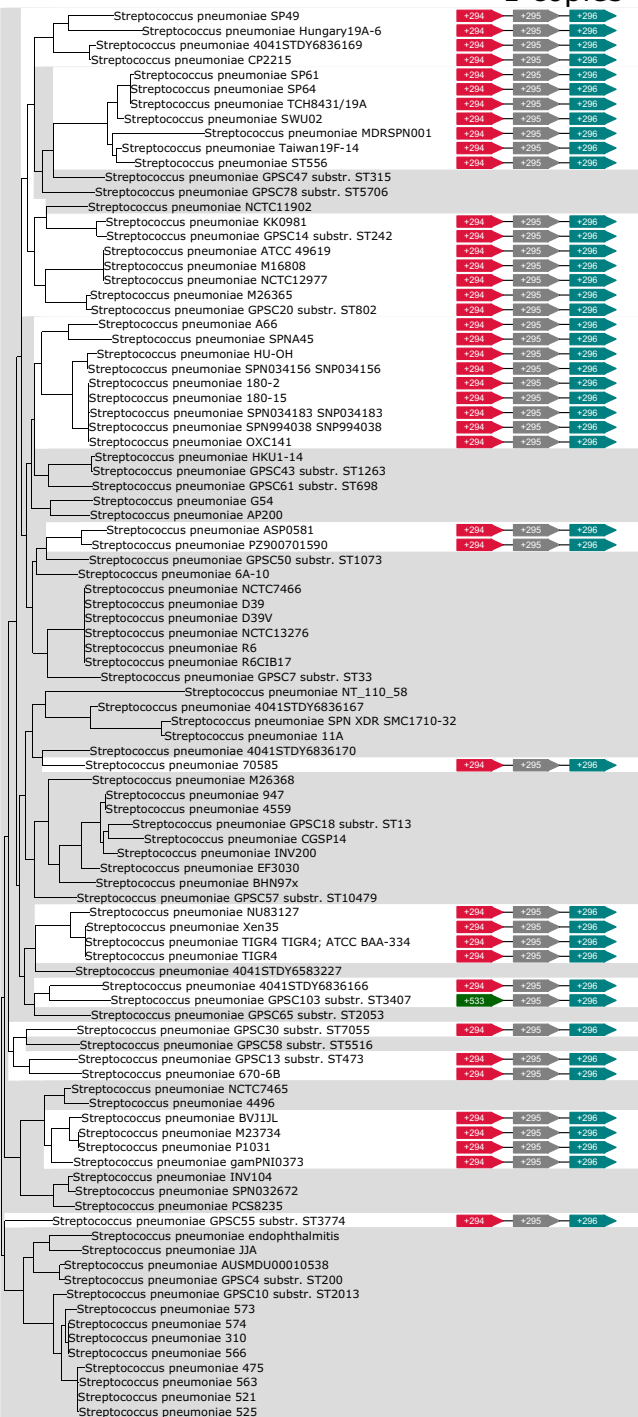 Streptococcus pneumoniae SP49 +294 +295 +296
Streptococcus pneumoniae Hungary19A-6 +294 +295 +296
Streptococcus pneumoniae 4041STDY6836169 +294 +295 +296
Streptococcus pneumoniae CP2215 +294 +295 +296
Streptococcus pneumoniae SP61 +294 +295 +296
Streptococcus pneumoniae SP64 +294 +295 +296
Streptococcus pneumoniae TCH8431/19A +294 +295 +296
Streptococcus pneumoniae SWU02 +294 +295 +296
Streptococcus pneumoniae MDRSPN001 +294 +295 +296
Streptococcus pneumoniae Taiwan19F-14 +294 +295 +296
Streptococcus pneumoniae ST556 +294 +295 +296
Streptococcus pneumoniae GPSC47 substr. ST315
Streptococcus pneumoniae GPSC78 substr. ST5706
Streptococcus pneumoniae NCTC11902
Streptococcus pneumoniae KK0981 +294 +295 +296
Streptococcus pneumoniae GPSC14 substr. ST242 +294 +295 +296
Streptococcus pneumoniae ATCC 49619 +294 +295 +296
Streptococcus pneumoniae M16808 +294 +295 +296
Streptococcus pneumoniae NCTC12977 +294 +295 +296
Streptococcus pneumoniae M26365 +294 +295 +296
Streptococcus pneumoniae GPSC20 substr. ST802 +294 +295 +296
Streptococcus pneumoniae A66 +294 +295 +296
Streptococcus pneumoniae SPNA45 +294 +295 +296
Streptococcus pneumoniae HU-OH +294 +295 +296
Streptococcus pneumoniae SPN034156 SNP034156 +294 +295 +296
Streptococcus pneumoniae 180-2 +294 +295 +296
Streptococcus pneumoniae 180-15 +294 +295 +296
Streptococcus pneumoniae SPN034183 SNP034183 +294 +295 +296
Streptococcus pneumoniae SPN994038 SNP994038 +294 +295 +296
Streptococcus pneumoniae OXC141 +294 +295 +296
Streptococcus pneumoniae HKU1-14
Streptococcus pneumoniae GPSC43 substr. ST1263
Streptococcus pneumoniae GPSC61 substr. ST698
Streptococcus pneumoniae G54
Streptococcus pneumoniae AP200
Streptococcus pneumoniae ASP0581 +294 +295 +296
Streptococcus pneumoniae PZ900701590 +294 +295 +296
Streptococcus pneumoniae GPSC50 substr. ST1073
Streptococcus pneumoniae 6A-10
Streptococcus pneumoniae NCTC7466
Streptococcus pneumoniae D39
Streptococcus pneumoniae D39V
Streptococcus pneumoniae NCTC13276
Streptococcus pneumoniae R6
Streptococcus pneumoniae R6CIB17
Streptococcus pneumoniae GPSC7 substr. ST33
Streptococcus pneumoniae NT_110_58
Streptococcus pneumoniae 4041STDY6836167
Streptococcus pneumoniae SPN XDR SMC1710-32
Streptococcus pneumoniae 11A
Streptococcus pneumoniae 4041STDY6836170
Streptococcus pneumoniae 70585 +294 +295 +296
Streptococcus pneumoniae M26368
Streptococcus pneumoniae 947
Streptococcus pneumoniae 4559
Streptococcus pneumoniae GPSC18 substr. ST13
Streptococcus pneumoniae CGSP14
Streptococcus pneumoniae INV200
Streptococcus pneumoniae EF3030
Streptococcus pneumoniae BHN97x
Streptococcus pneumoniae GPSC57 substr. ST10479
Streptococcus pneumoniae NU83127 +294 +295 +296
Streptococcus pneumoniae Xen35 +294 +295 +296
Streptococcus pneumoniae TIGR4 TIGR4; ATCC BAA-334 +294 +295 +296
Streptococcus pneumoniae TIGR4 +294 +295 +296
Streptococcus pneumoniae 4041STDY6583227
Streptococcus pneumoniae 4041STDY6836166 +294 +295 +296
Streptococcus pneumoniae GPSC103 substr. ST3407 +533 +295 +296
Streptococcus pneumoniae GPSC65 substr. ST2053
Streptococcus pneumoniae GPSC30 substr. ST7055 +294 +295 +296
Streptococcus pneumoniae GPSC58 substr. ST5516
Streptococcus pneumoniae GPSC13 substr. ST473 +294 +295 +296
Streptococcus pneumoniae 670-6B +294 +295 +296
Streptococcus pneumoniae NCTC7465
Streptococcus pneumoniae 4496
Streptococcus pneumoniae BVJ1JL +294 +295 +296
Streptococcus pneumoniae M23734 +294 +295 +296
Streptococcus pneumoniae P1031 +294 +295 +296
Streptococcus pneumoniae gamPNI0373 +294 +295 +296
Streptococcus pneumoniae INV104
Streptococcus pneumoniae SPN032672
Streptococcus pneumoniae PCS8235
Streptococcus pneumoniae GPSC55 substr. ST3774 +294 +295 +296
Streptococcus pneumoniae endophthalmitis
Streptococcus pneumoniae JJA
Streptococcus pneumoniae AUSMDU00010538
Streptococcus pneumoniae GPSC4 substr. ST200
Streptococcus pneumoniae GPSC10 substr. ST2013
Streptococcus pneumoniae 573
Streptococcus pneumoniae 574
Streptococcus pneumoniae 310
Streptococcus pneumoniae 566
Streptococcus pneumoniae 475
Streptococcus pneumoniae 563
Streptococcus pneumoniae 521
Streptococcus pneumoniae 525